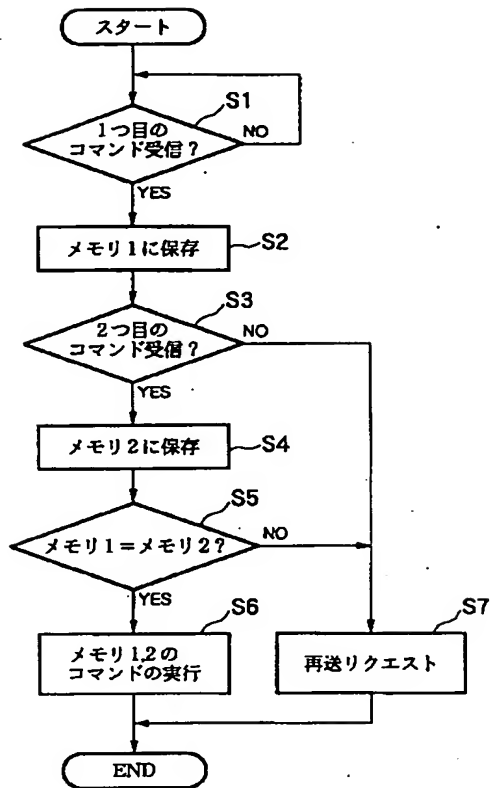 スタート
S1
1つ目の
コマンド受信?
NO
YES
メモリ1に保存
S2
S3
2つ目の
コマンド受信?
NO
YES
メモリ2に保存
S4
S5
メモリ1=メモリ2?
NO
YES
S6
メモリ1,2の
コマンドの実行
S7
再送リクエスト
END